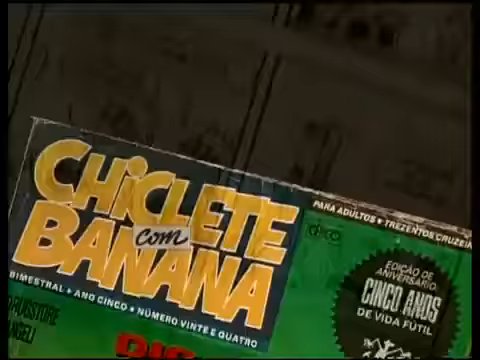 CHiCLETE
com
BANANA
BIMESTRAL • ANO CINCO • NÚMERO VINTE E QUATRO
PARA ADULTOS • TREZENTOS CRUZEI
EDIÇÃO DE
ANIVERSÁRIO
CINCO ANOS
DE VIDA FÚTIL
ANGELI